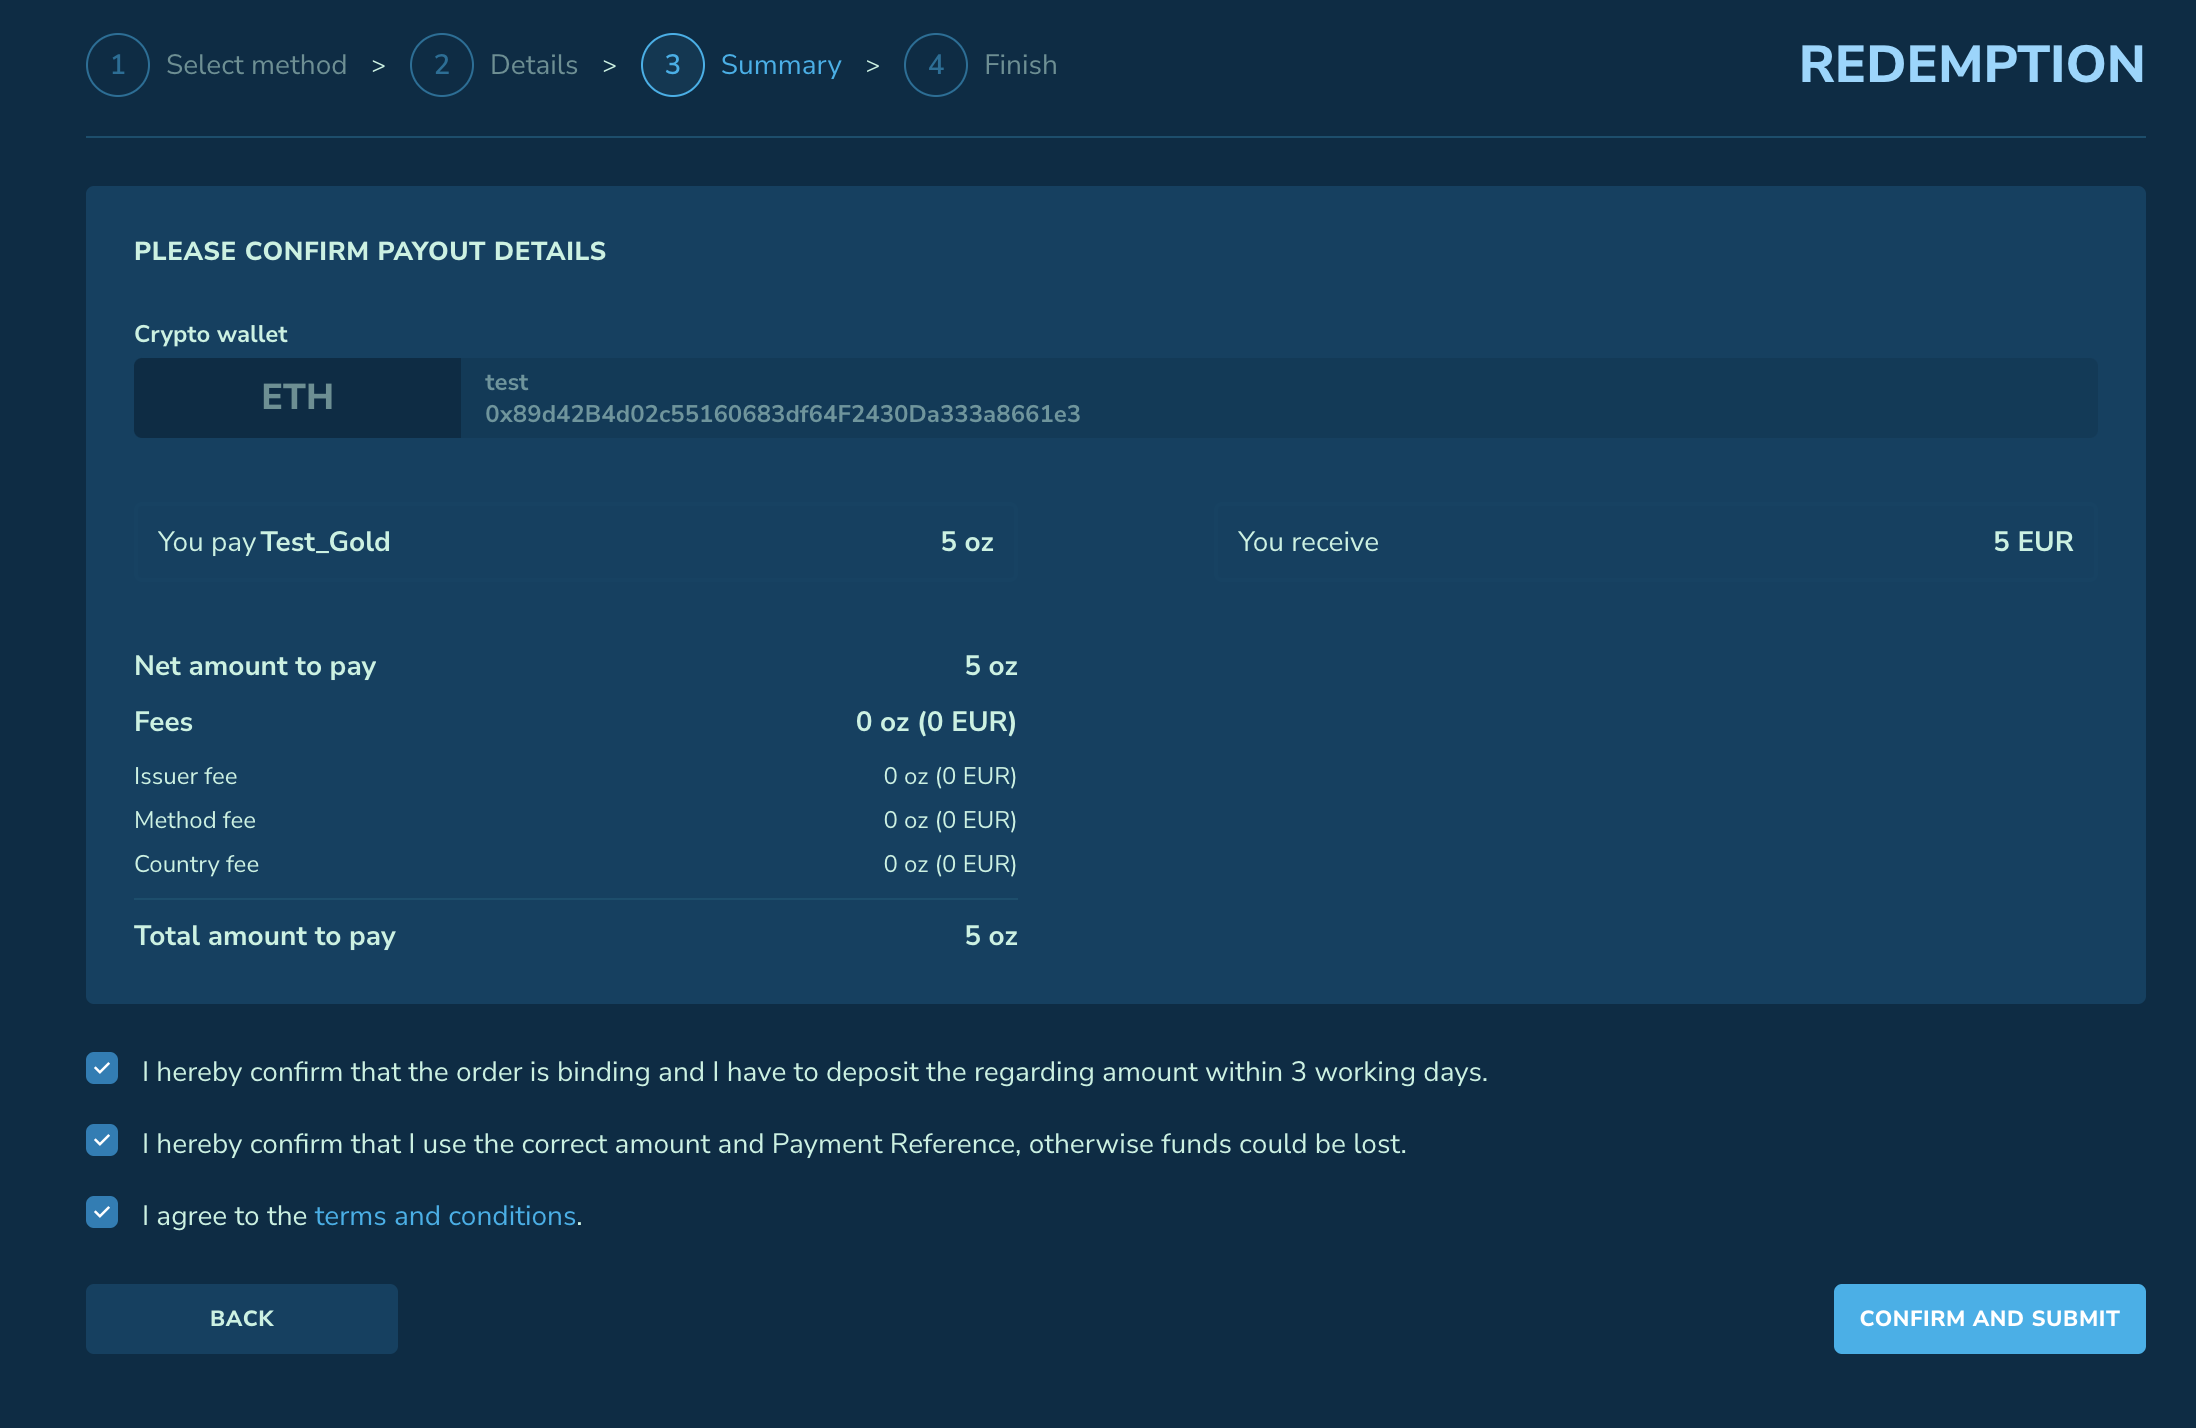 1 Select method > 2 Details > 3 Summary > 4 Finish
REDEMPTION
PLEASE CONFIRM PAYOUT DETAILS
Crypto wallet
ETH
test
0x89d42B4d02c55160683df64F2430Da333a8661e3
You pay Test_Gold 5 oz
You receive 5 EUR
Net amount to pay 5 oz
Fees 0 oz (0 EUR)
Issuer fee 0 oz (0 EUR)
Method fee 0 oz (0 EUR)
Country fee 0 oz (0 EUR)
Total amount to pay 5 oz
I hereby confirm that the order is binding and I have to deposit the regarding amount within 3 working days.
I hereby confirm that I use the correct amount and Payment Reference, otherwise funds could be lost.
I agree to the terms and conditions.
BACK
CONFIRM AND SUBMIT